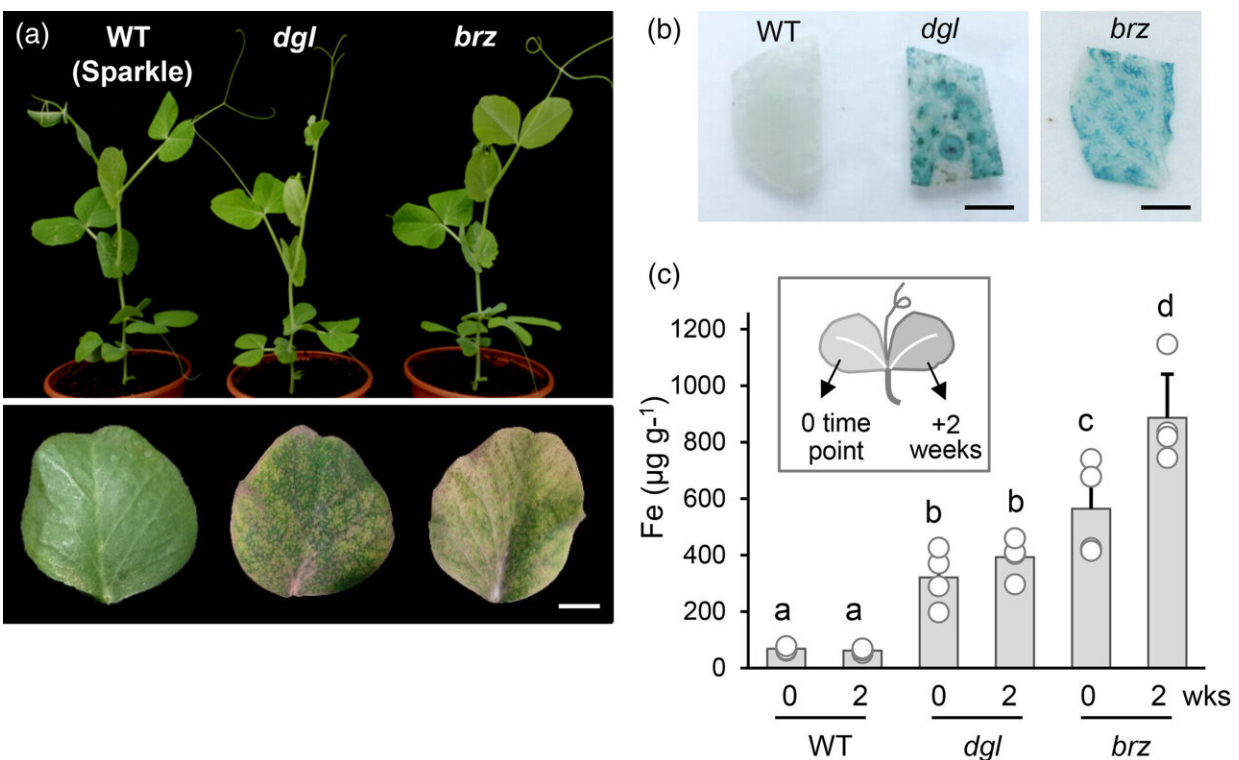 (a)
WT
(Sparkle)
dgl
brz
(b)
WT
dgl
brz
(c)
Fe (µg g-1)
1200
1000
800
600
400
200
0
0 time
point
+2
weeks
a
a
b
b
c
d
0
2
0
2
0
2
wks
WT
dgl
brz